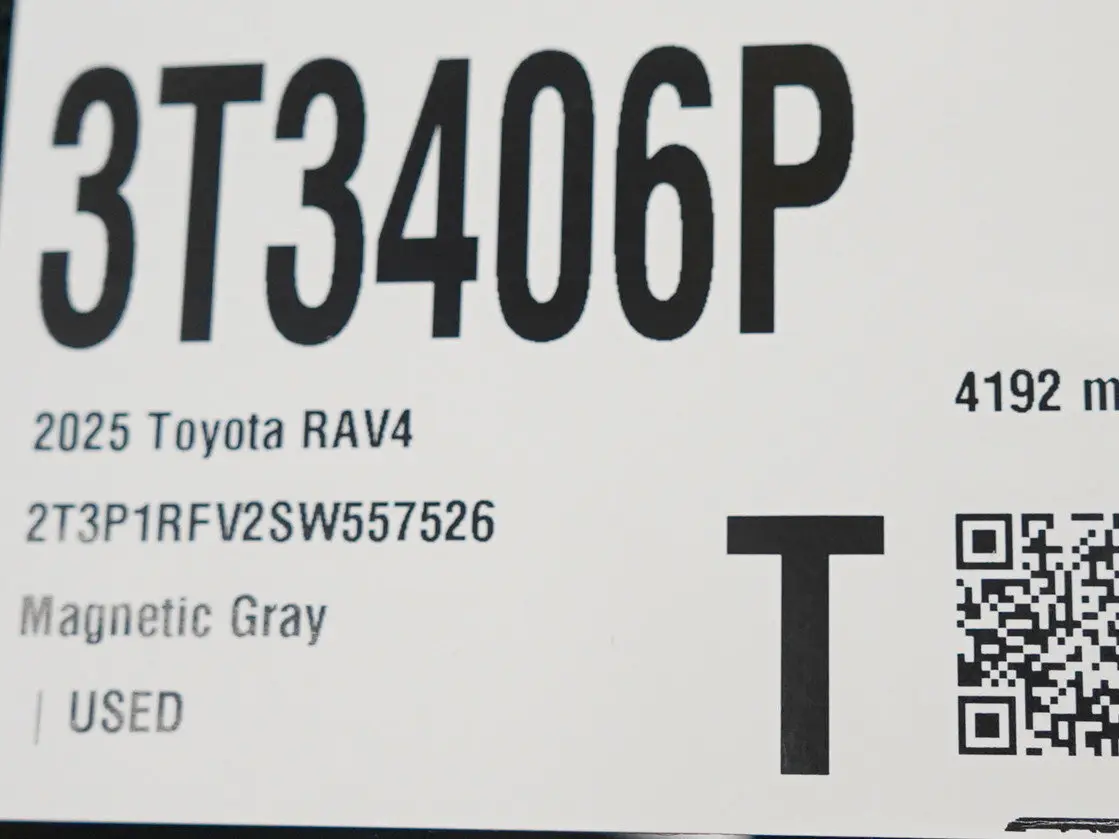 3T3406P
4192 m
2025 Toyota RAV4
2T3P1RFV2SW557526
T
Magnetic Gray
| USED